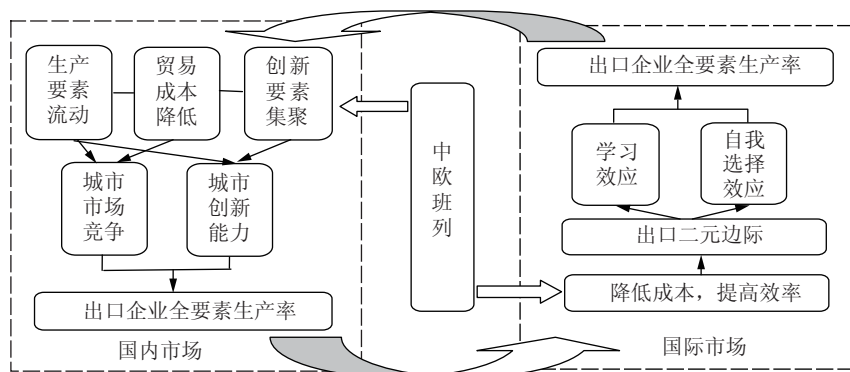 生产
要素
流动
贸易
成本
降低
创新
要素
集聚
城市
市场
竞争
城市
创新
能力
出口企业全要素生产率
国内市场
中
欧
班
列
出口企业全要素生产率
学习
效应
自我
选择
效应
出口二元边际
降低成本，提高效率
国际市场